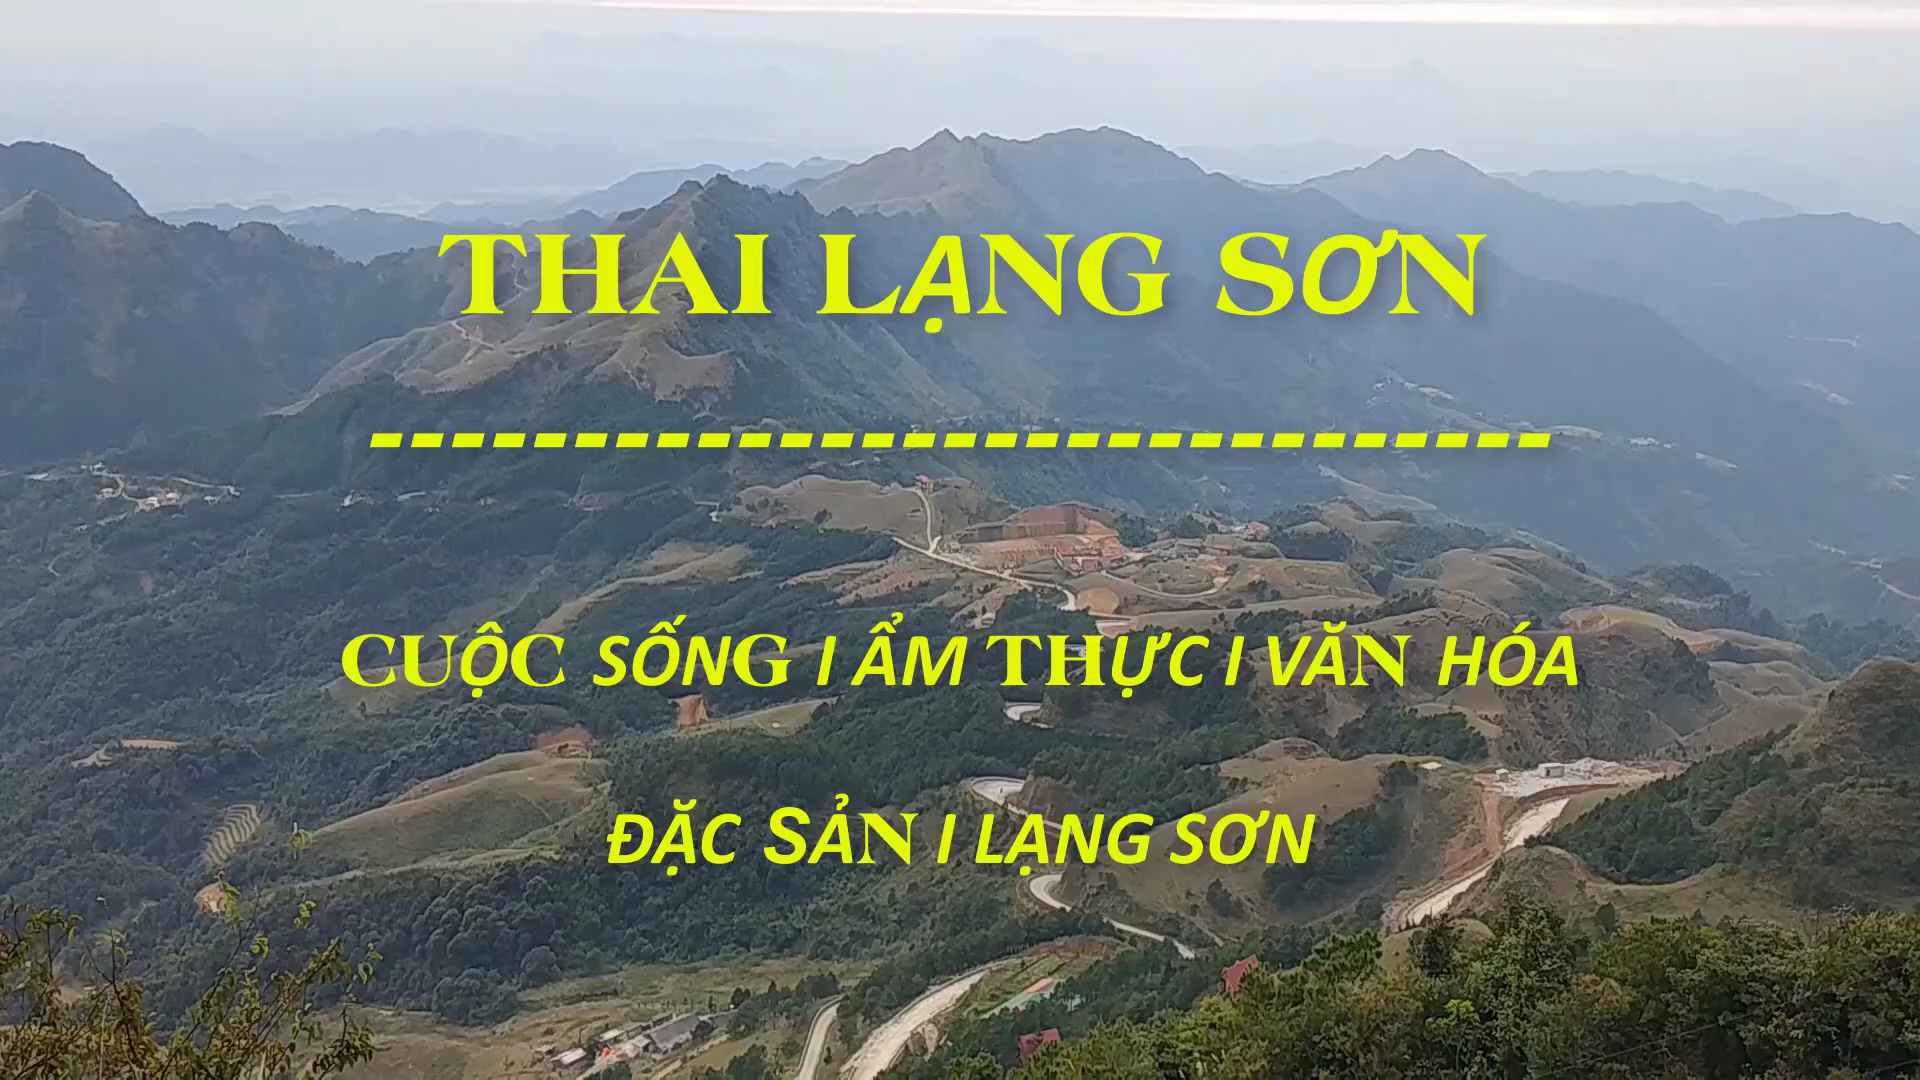 THAI LẠNG SƠN
-----------------------------
CUỘC SỐNG I ẨM THỰC I VĂN HÓA
ĐẶC SẢN I LẠNG SƠN